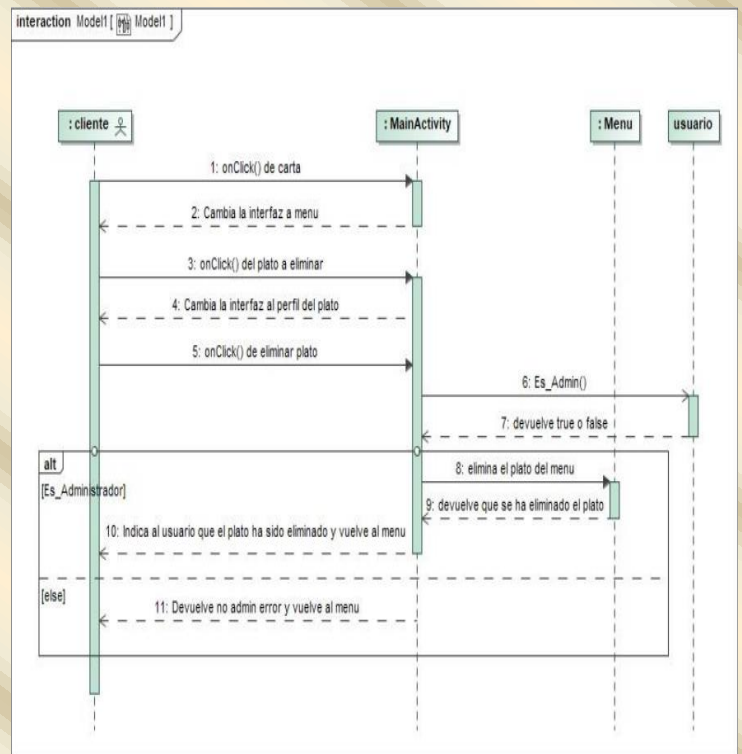 interaction Model1 [ Model1 ]
: cliente
: MainActivity
: Menu
usuario
1: onClick() de carta
2: Cambia la interfaz a menu
3: onClick() del plato a eliminar
4: Cambia la interfaz al perfil del plato
5: onClick() de eliminar plato
6: Es_Admin()
7: devuelve true o false
alt
[Es_Administrador]
8: elimina el plato del menu
9: devuelve que se ha eliminado el plato
10: Indica al usuario que el plato ha sido eliminado y vuelve al menu
[else]
11: Devuelve no admin error y vuelve al menu